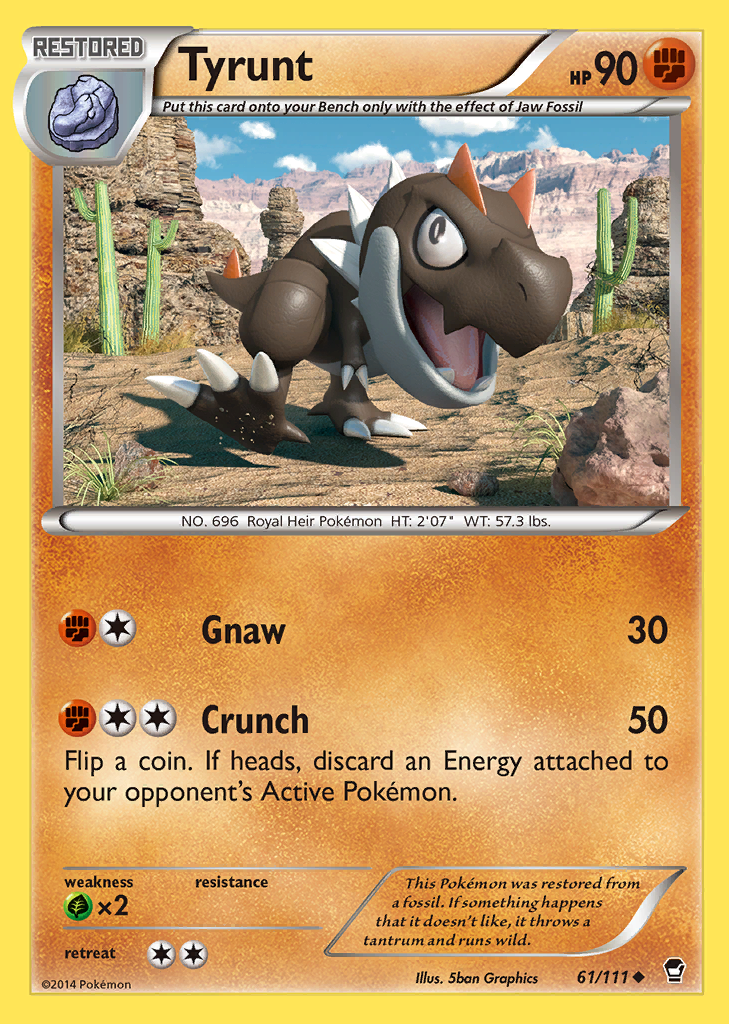 RESTORED
Tyrunt
HP 90
Put this card onto your Bench only with the effect of Jaw Fossil
NO. 696 Royal Heir Pokémon HT: 2'07" WT: 57.3 lbs.
Gnaw 30
Crunch 50
Flip a coin. If heads, discard an Energy attached to
your opponent's Active Pokémon.
weakness resistance
×2
retreat
This Pokémon was restored from
a fossil. If something happens
that it doesn't like, it throws a
tantrum and runs wild.
©2014 Pokémon
Illus. 5ban Graphics 61/111